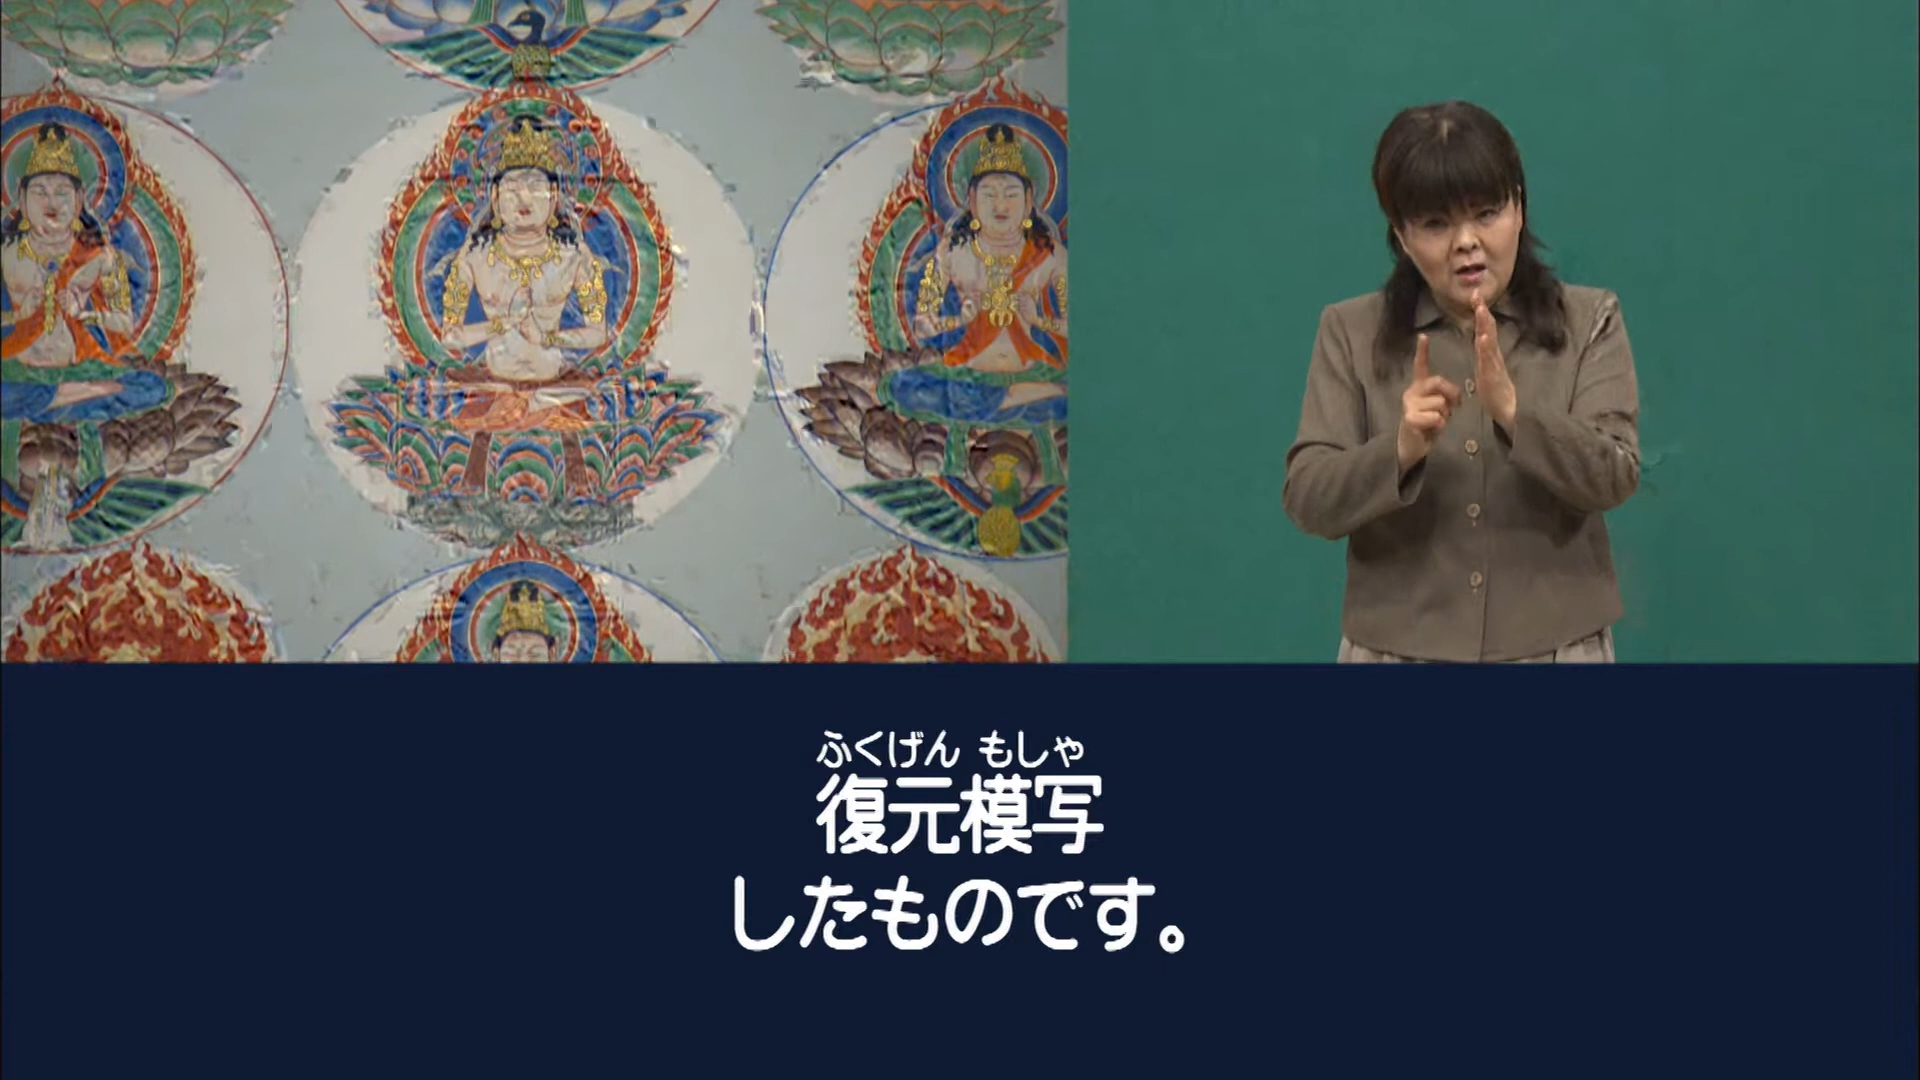 ふくげん もしゃ
復元模写
したものです。